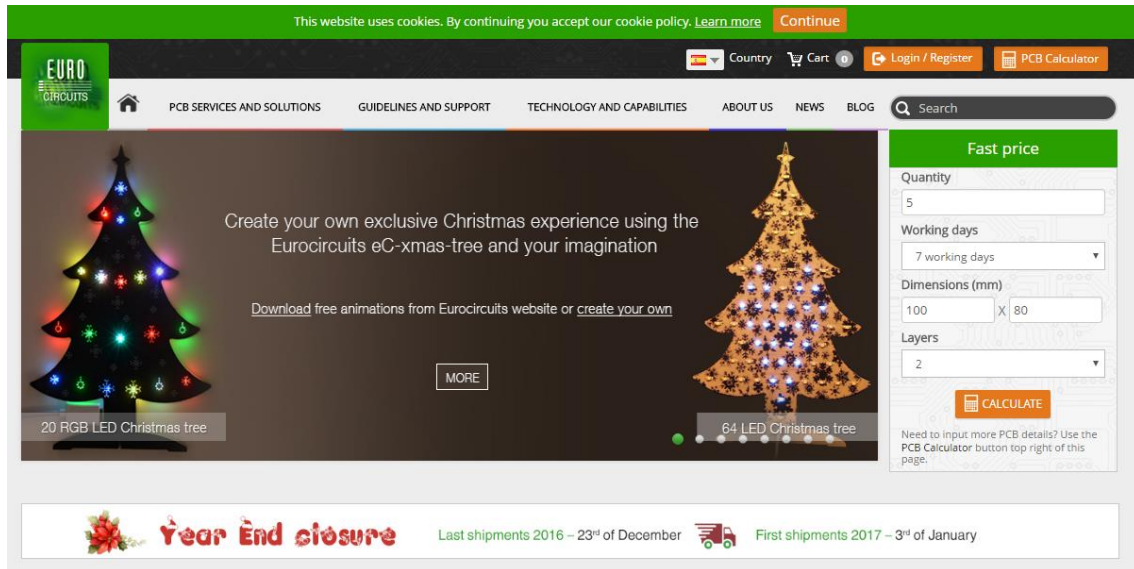 This website uses cookies. By continuing you accept our cookie policy. Learn more Continue
EURO
CIRCUITS
Country Cart 0 Login / Register PCB Calculator
PCB SERVICES AND SOLUTIONS GUIDELINES AND SUPPORT TECHNOLOGY AND CAPABILITIES ABOUT US NEWS BLOG Search
Create your own exclusive Christmas experience using the
Eurocircuits eC-xmas-tree and your imagination
Download free animations from Eurocircuits website or create your own
MORE
20 RGB LED Christmas tree
64 LED Christmas tree
Fast price
Quantity
5
Working days
7 working days
Dimensions (mm)
100 X 80
Layers
2
CALCULATE
Need to input more PCB details? Use the
PCB Calculator button top right of this
page.
Year End closure Last shipments 2016 – 23rd of December First shipments 2017 – 3rd of January